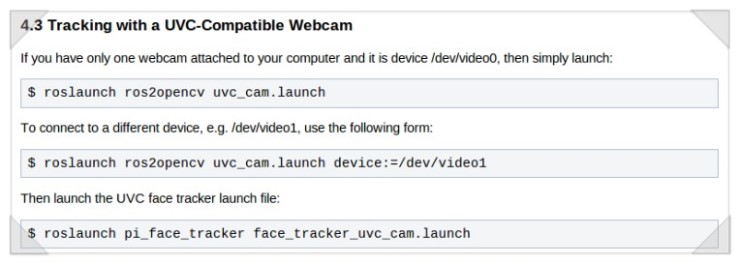 4.3 Tracking with a UVC-Compatible Webcam
If you have only one webcam attached to your computer and it is device /dev/video0, then simply launch:
$ roslaunch ros2opencv uvc_cam.launch
To connect to a different device, e.g. /dev/video1, use the following form:
$ roslaunch ros2opencv uvc_cam.launch device:=/dev/video1
Then launch the UVC face tracker launch file:
$ roslaunch pi_face_tracker face_tracker_uvc_cam.launch